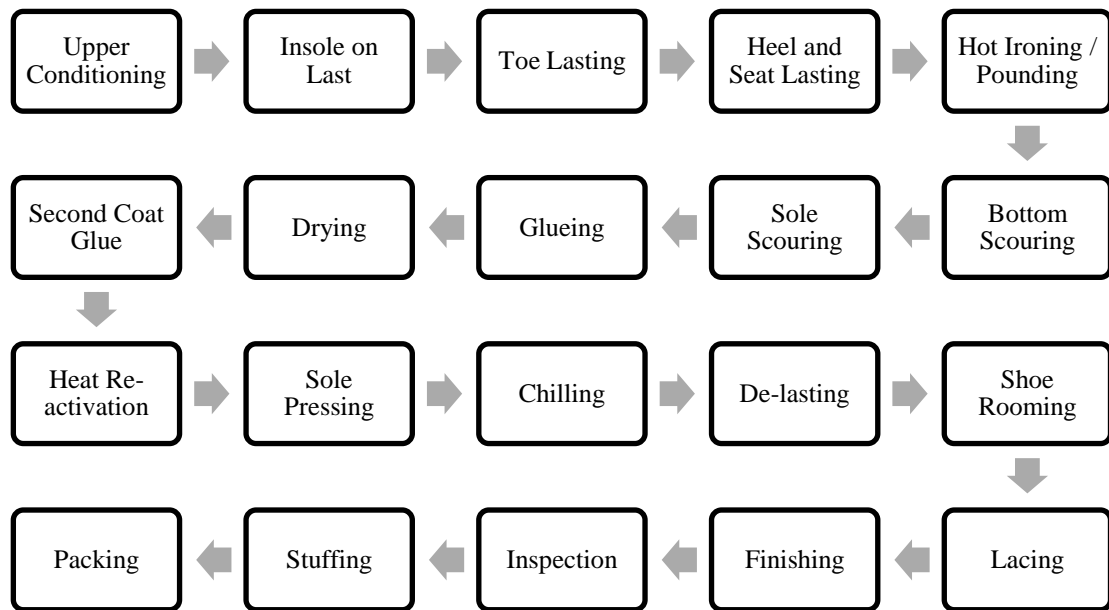 Upper
Conditioning
Insole on
Last
Toe Lasting
Heel and
Seat Lasting
Hot Ironing /
Pounding
Second Coat
Glue
Drying
Glueing
Sole
Scouring
Bottom
Scouring
Heat Re-
activation
Sole
Pressing
Chilling
De-lasting
Shoe
Rooming
Packing
Stuffing
Inspection
Finishing
Lacing